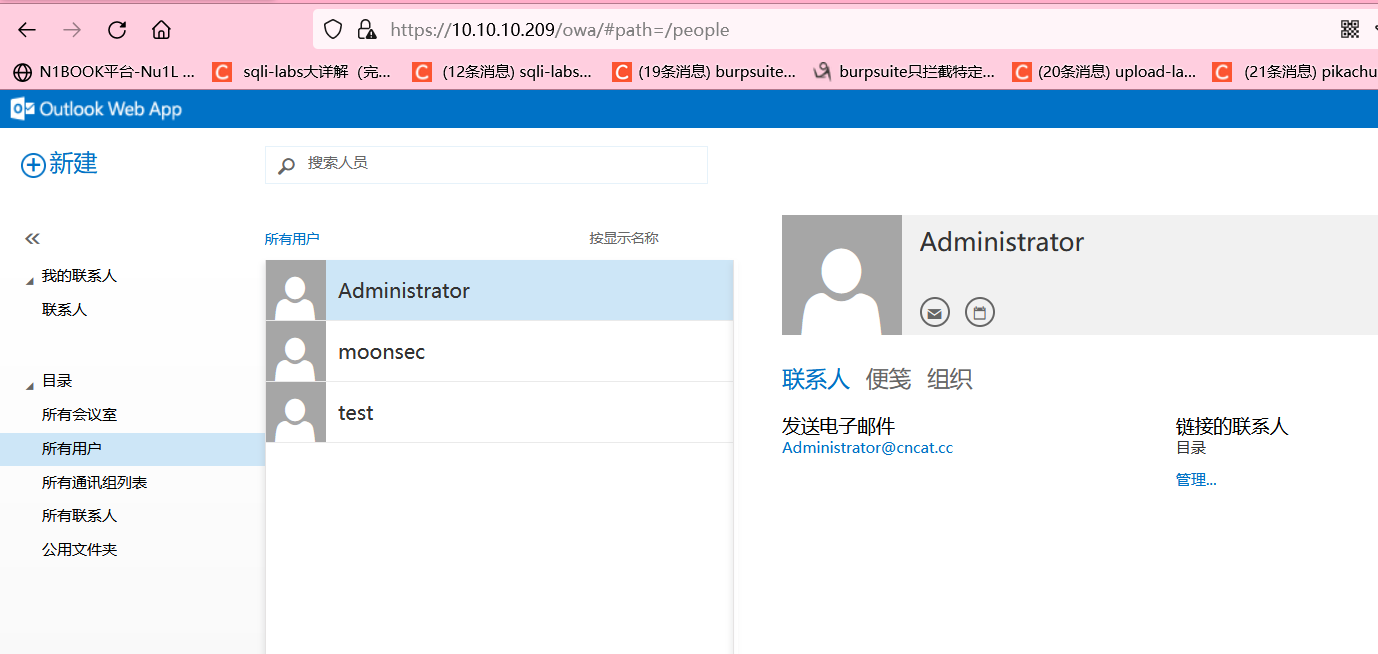 https://10.10.10.209/owa/#path=/people
N1BOOK平台-Nu1L ...
sqli-labs大详解（完...
(12条消息) sqli-labs...
(19条消息) burpsuite...
burpsuite只拦截特定...
(20条消息) upload-la...
(21条消息) pikachu
Outlook Web App
新建
搜索人员
所有用户
按显示名称
我的联系人
联系人
目录
所有会议室
所有用户
所有通讯组列表
所有联系人
公用文件夹
Administrator
moonsec
test
Administrator
联系人 便笺 组织
发送电子邮件
Administrator@cncat.cc
链接的联系人
目录
管理...